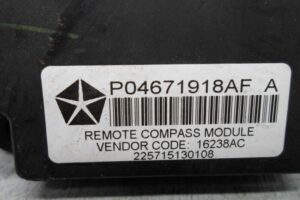 P04671918AF A
REMOTE COMPASS MODULE
VENDOR CODE: 16238AC
225715130108